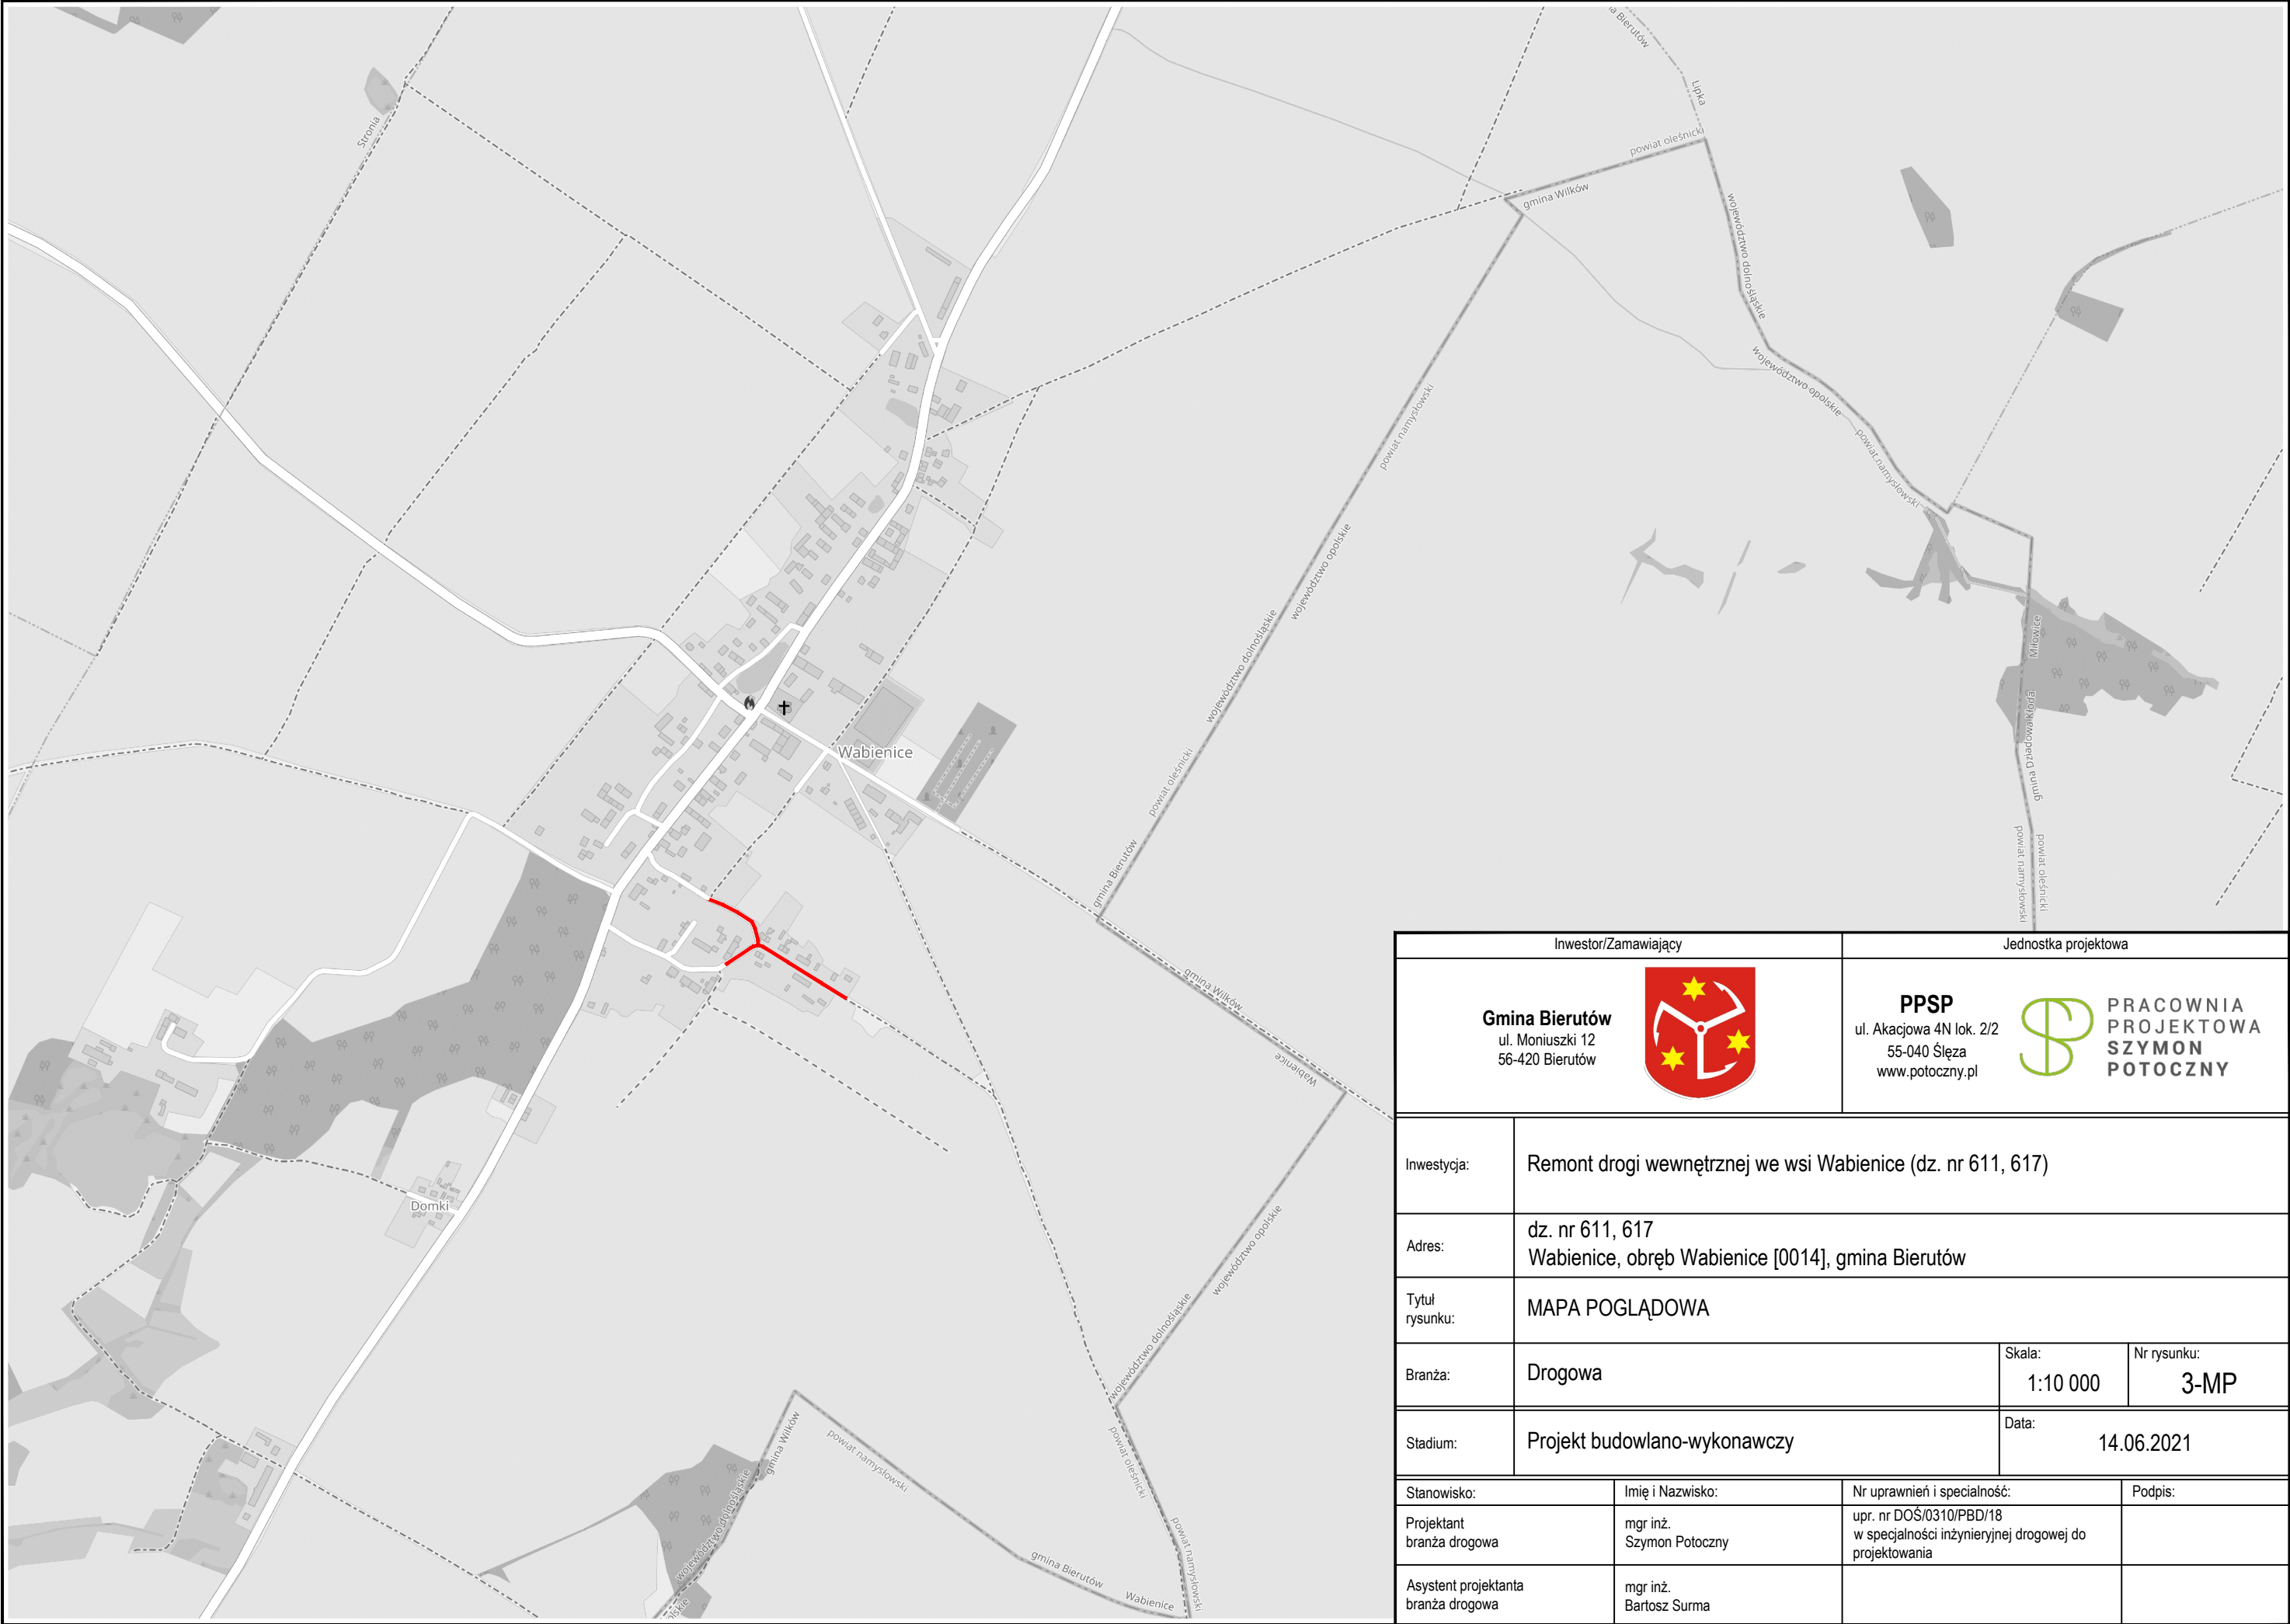 na Bierutów
Lipka
Stronia
powiat oleśnicki
gmina Wilków
województwo dolnośląskie
województwo opolskie
powiat namysłowski
powiat namysłowski
województwo opolskie
województwo dolnośląskie
powiat oleśnicki
gmina Bierutów
Miłowice
gmina Dziadowa Kłoda
powiat namysłowski
powiat oleśnicki
Wabienice
gmina Wilków
Wabienice
Domki
województwo opolskie
województwo dolnośląskie
powiat oleśnicki
powiat namysłowski
gmina Wilków
powiat namysłowski
województwo dolnośląskie
olskie
gmina Bierutów
Wabienice
Inwestor/Zamawiający
Jednostka projektowa
Gmina Bierutów
ul. Moniuszki 12
56-420 Bierutów
PPSP
ul. Akacjowa 4N lok. 2/2
55-040 Ślęza
www.potoczny.pl
PRACOWNIA
PROJEKTOWA
SZYMON
POTOCZNY
Inwestycja:
Remont drogi wewnętrznej we wsi Wabienice (dz. nr 611, 617)
Adres:
dz. nr 611, 617
Wabienice, obręb Wabienice [0014], gmina Bierutów
Tytuł
rysunku:
MAPA POGLĄDOWA
Branża:
Drogowa
Skala:
1:10 000
Nr rysunku:
3-MP
Stadium:
Projekt budowlano-wykonawczy
Data:
14.06.2021
Stanowisko:
Imię i Nazwisko:
Nr uprawnień i specialność:
Podpis:
Projektant
branża drogowa
mgr inż.
Szymon Potoczny
upr. nr DOŚ/0310/PBD/18
w specjalności inżynieryjnej drogowej do
projektowania
Asystent projektanta
branża drogowa
mgr inż.
Bartosz Surma